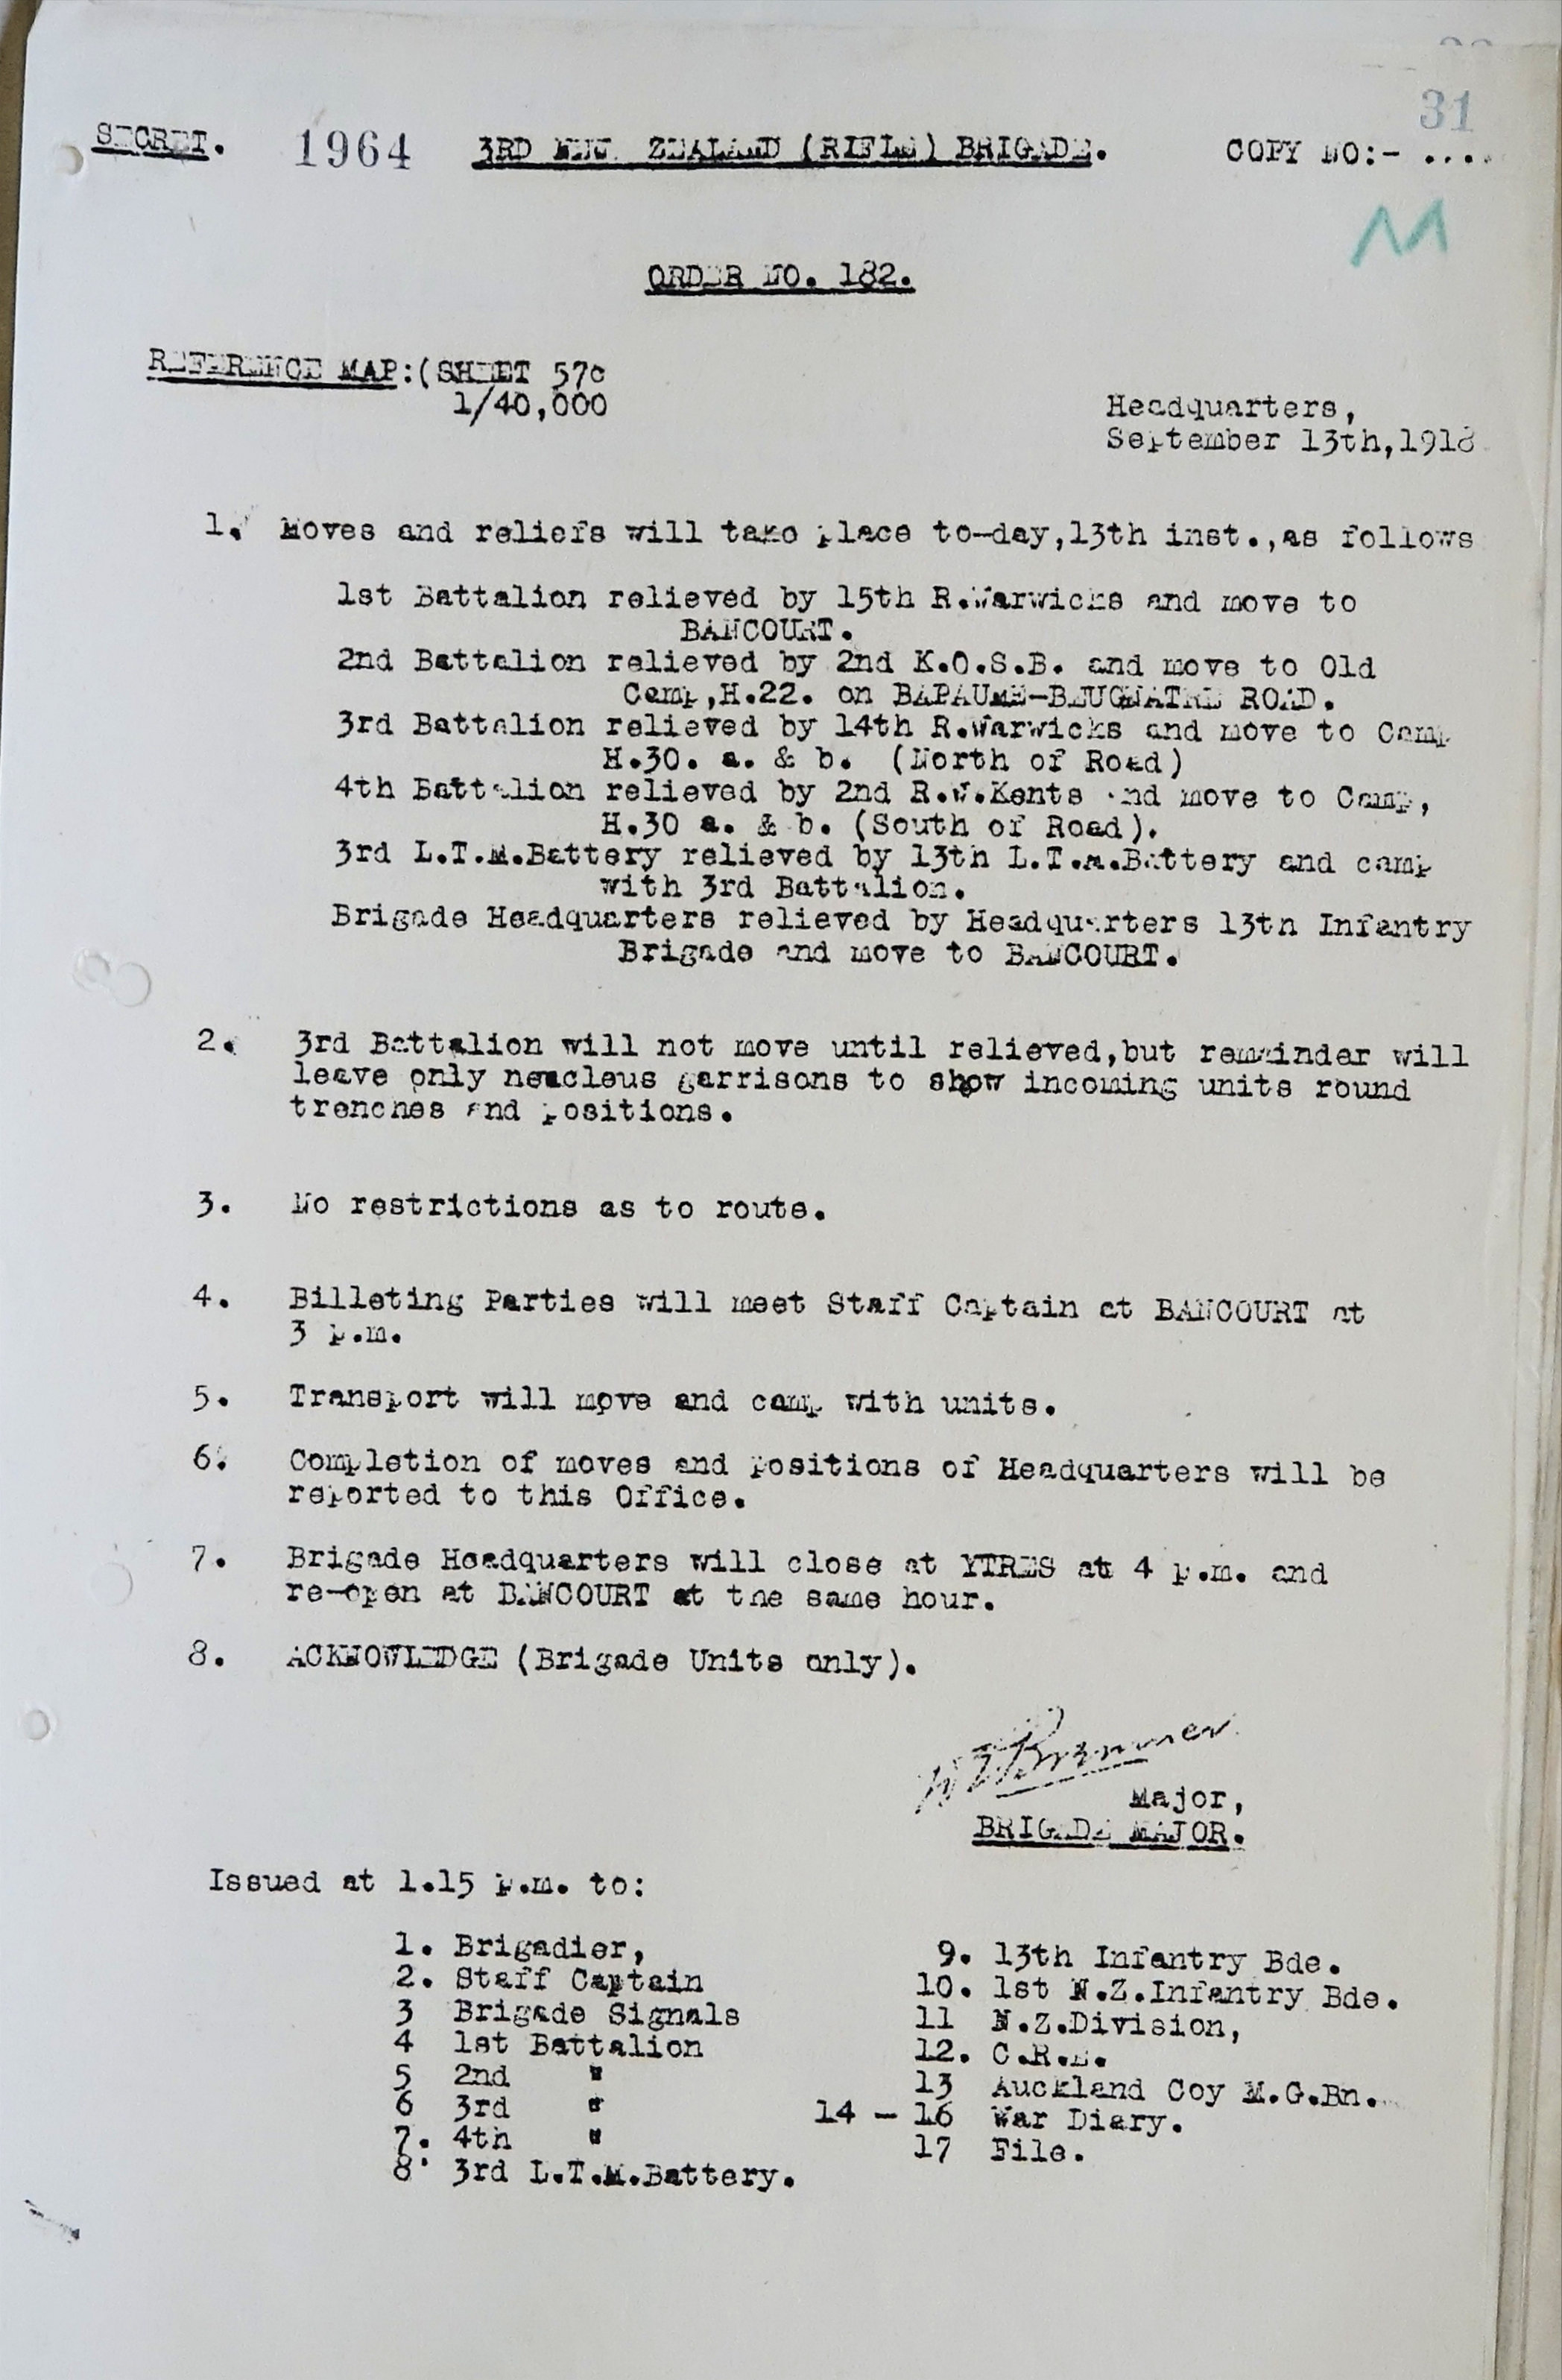 31
SECRET. 1964 3RD NEW ZEALAND (RIFLE) BRIGADE. COPY NO:- ....
M
ORDER NO. 182.
REFERENCE MAP:(SHEET 57c
1/40,000
Headquarters,
September 13th,1918
1. Moves and reliefs will take place to-day,13th inst.,as follows
1st Battalion relieved by 15th R.Warwicks and move to
BANCOURT.
2nd Battalion relieved by 2nd K.O.S.B. and move to Old
Camp,H.22. on BAPAUME-BEUGNATRE ROAD.
3rd Battalion relieved by 14th R.Warwicks and move to Camp
H.30. a. & b. (North of Road)
4th Battalion relieved by 2nd R.W.Kents and move to Camp,
H.30 a. & b. (South of Road).
3rd L.T.M.Battery relieved by 13th L.T.M.Battery and camp
with 3rd Battalion.
Brigade Headquarters relieved by Headquarters 13th Infantry
Brigade and move to BANCOURT.
2. 3rd Battalion will not move until relieved,but remainder will
leave only neucleus garrisons to show incoming units round
trenches and positions.
3. No restrictions as to route.
4. Billeting Parties will meet Staff Captain at BANCOURT at
3 p.m.
5. Transport will move and camp with units.
6. Completion of moves and positions of Headquarters will be
reported to this Office.
7. Brigade Headquarters will close at YTRES at 4 p.m. and
re-open at BANCOURT at the same hour.
8. ACKNOWLEDGE (Brigade Units only).
Major,
BRIGADE MAJOR.
Issued at 1.15 p.m. to:
1. Brigadier,
2. Staff Captain
3 Brigade Signals
4 1st Battalion
5 2nd "
6 3rd "
7. 4th "
8. 3rd L.T.M.Battery.
9. 13th Infantry Bde.
10. 1st N.Z.Infantry Bde.
11 N.Z.Division,
12. C.R.E.
13 Auckland Coy M.G.Bn.
14 - 16 War Diary.
17 File.